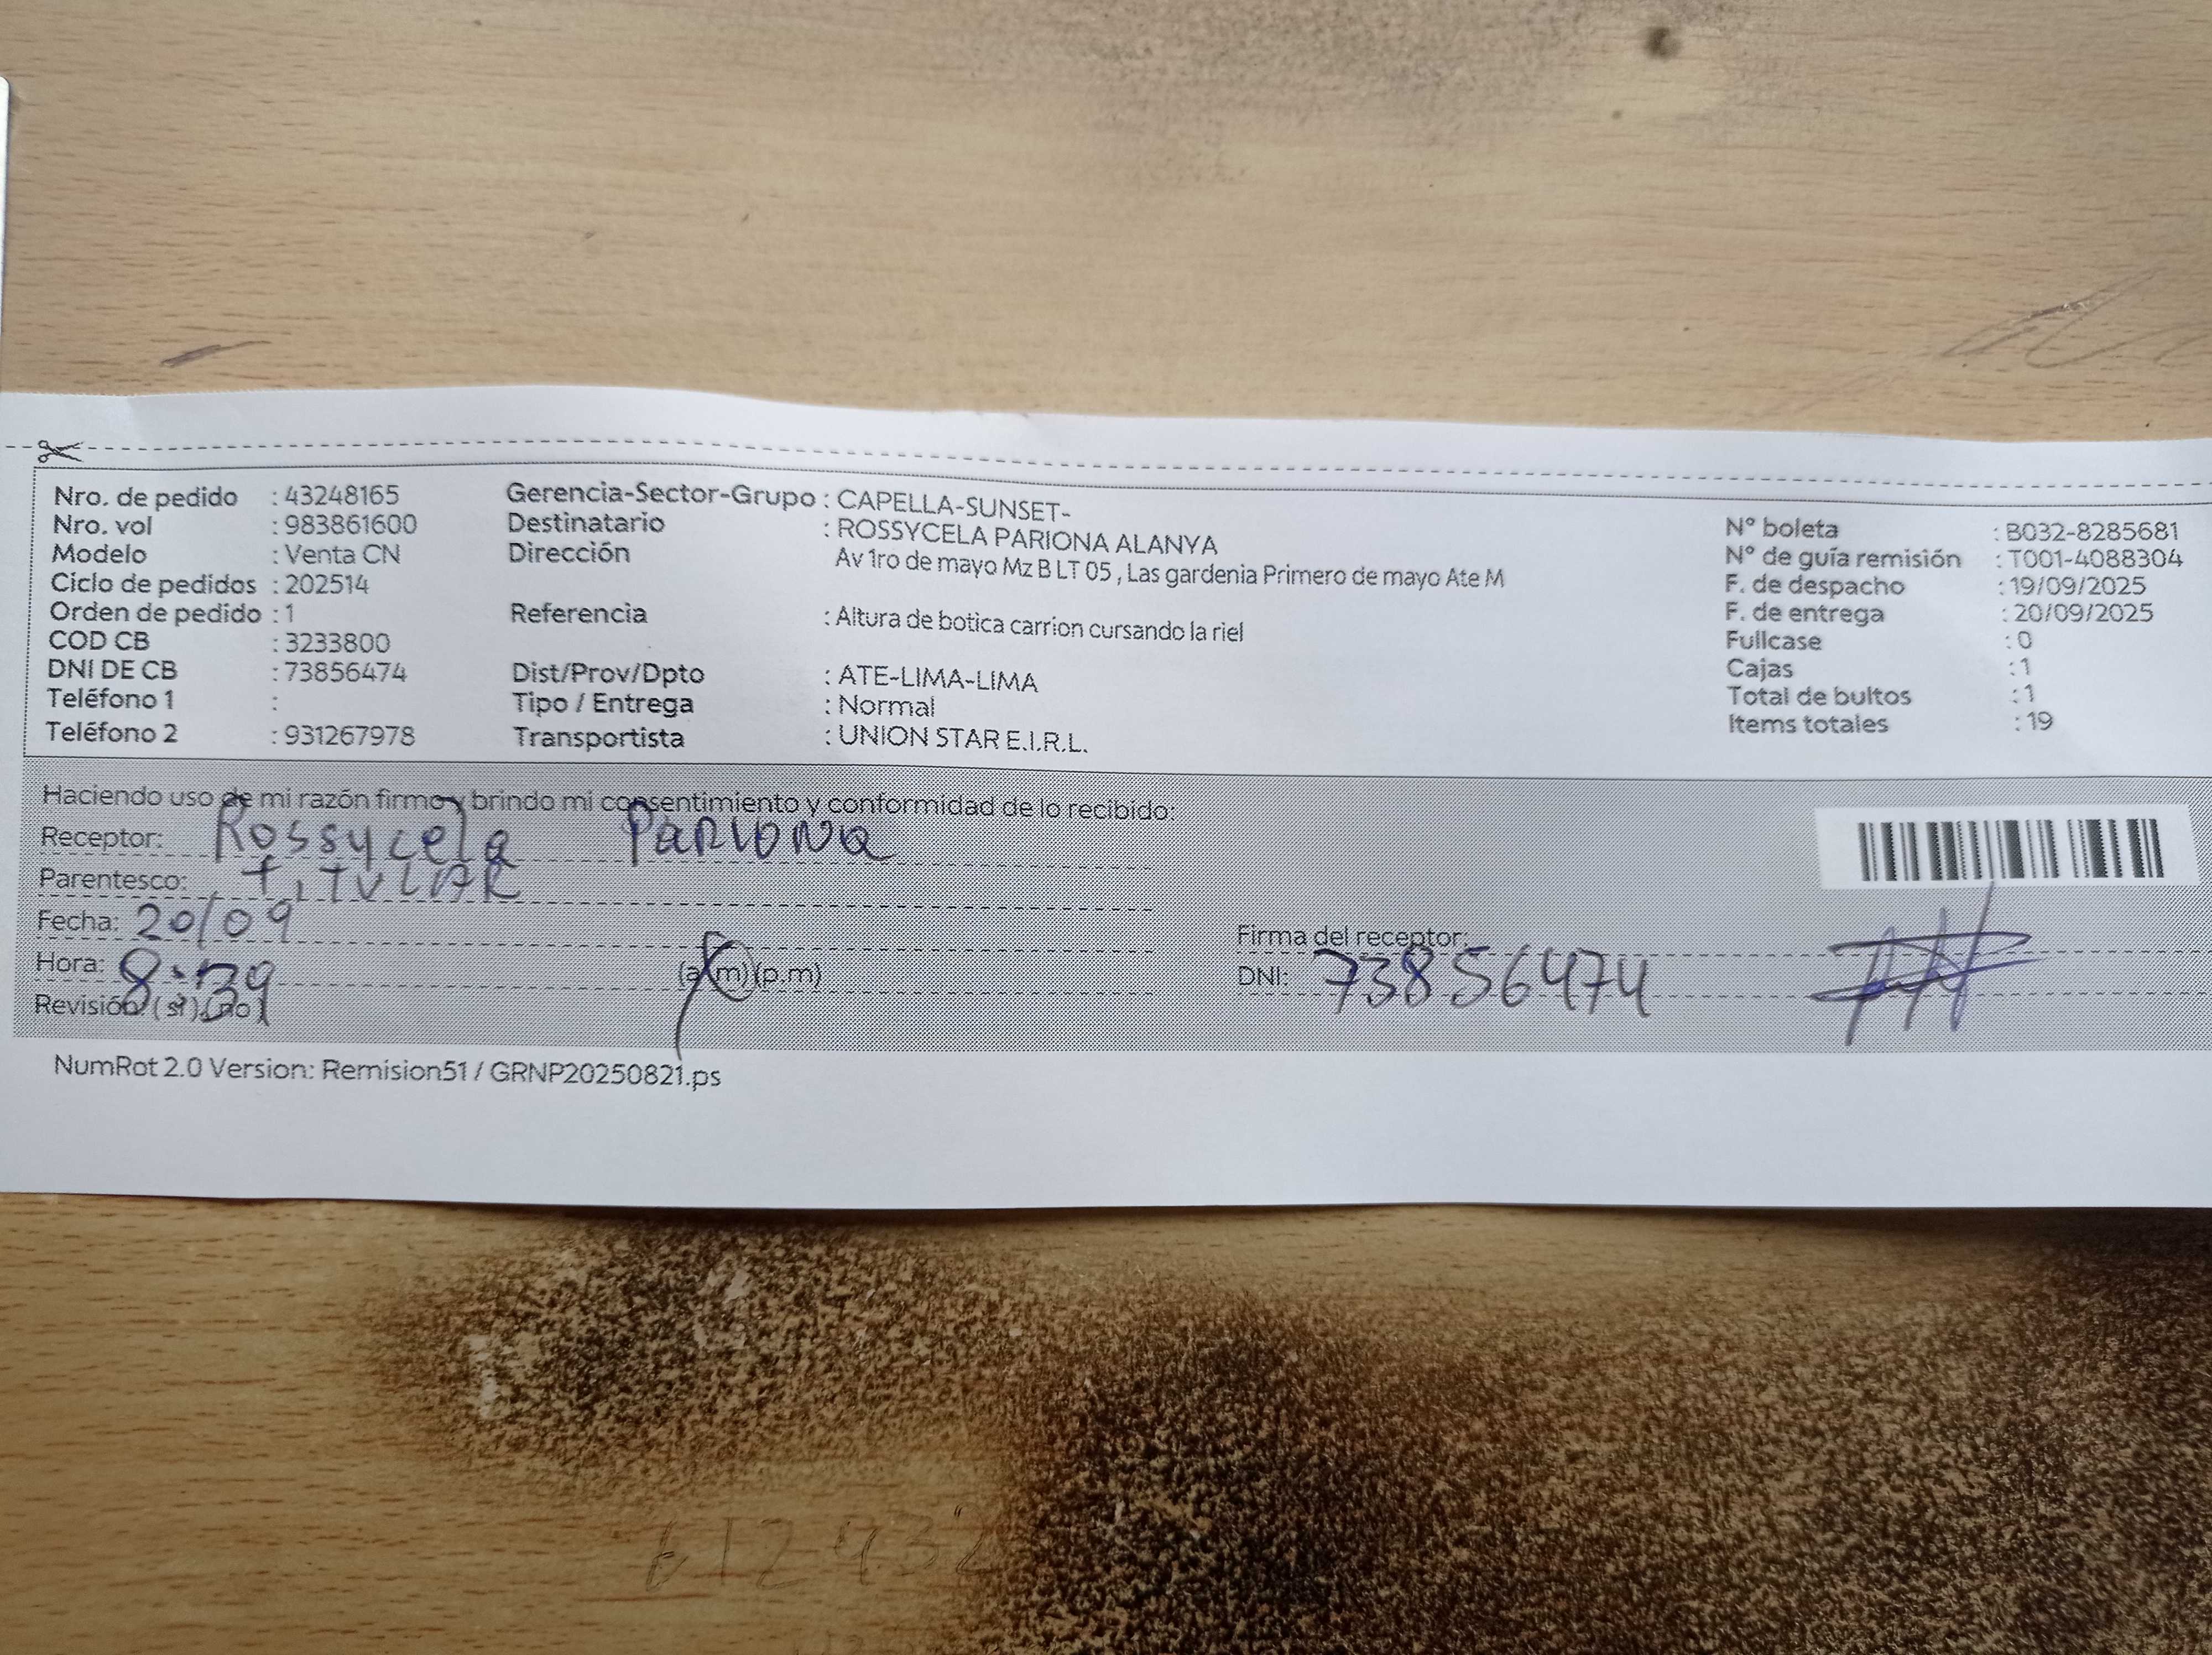 Nro. de pedido : 43248165
Nro. vol : 983861600
Modelo : Venta CN
Ciclo de pedidos : 202514
Orden de pedido : 1
COD CB : 3233800
DNI DE CB : 73856474
Teléfono 1 :
Teléfono 2 : 931267978
Gerencia-Sector-Grupo : CAPELLA-SUNSET-
Destinatario : ROSSYCELA PARIONA ALANYA
Dirección Av 1ro de mayo Mz B LT 05 , Las gardenia Primero de mayo Ate M
Referencia : Altura de botica carrion cursando la riel
Dist/Prov/Dpto : ATE-LIMA-LIMA
Tipo / Entrega : Normal
Transportista : UNION STAR E.I.R.L.
N° boleta : B032-8285681
N° de guía remisión : T001-4088304
F. de despacho : 19/09/2025
F. de entrega : 20/09/2025
Fullcase : 0
Cajas : 1
Total de bultos : 1
Items totales : 19
Haciendo uso de mi razón firmo y brindo mi consentimiento y conformidad de lo recibido:
Receptor: Rossycela Pariona
Parentesco: TITULAR
Fecha: 20/09
Hora: 8:39 (a.m)(p.m)
Revisión (si) (no)
Firma del receptor:
DNI: 73856474
NumRot 2.0 Version: Remision51 / GRNP20250821.ps